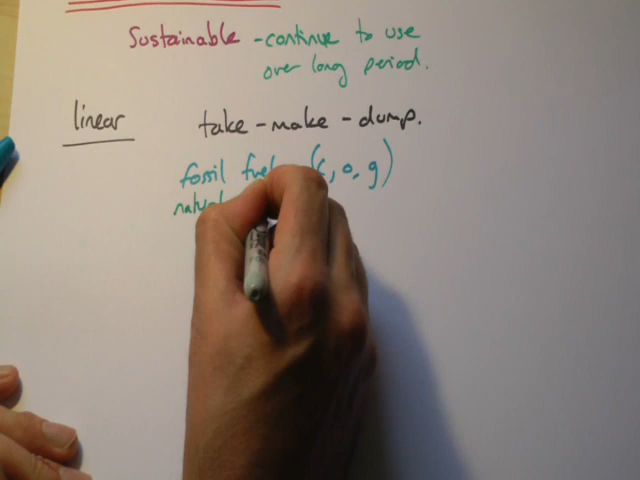 Sustainable - continue to use
over long period.
linear take - make - dump.
fossil (c, o, g)